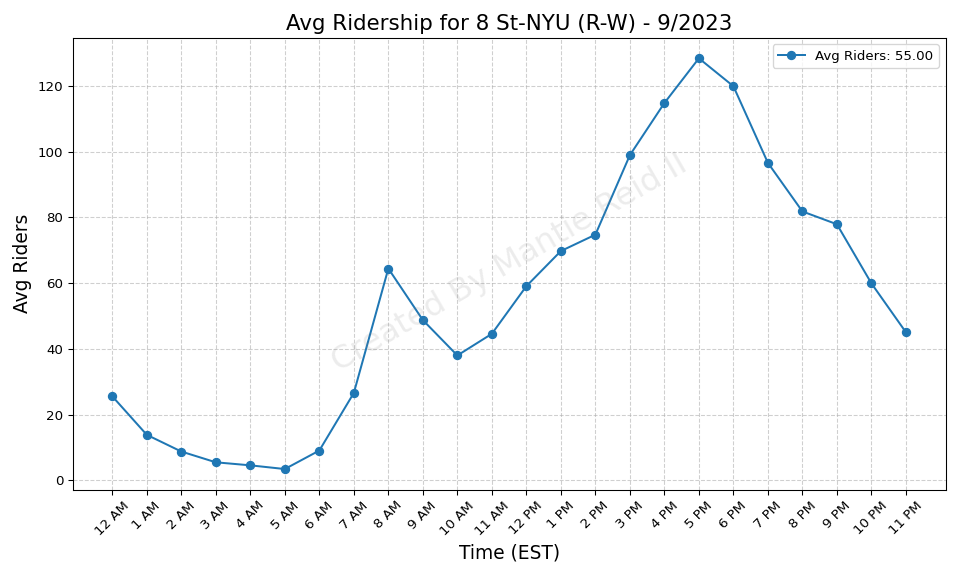 Avg Ridership for 8 St-NYU (R-W) - 9/2023
Avg Riders: 55.00
120
100
80
60
40
20
0
Avg Riders
Created By Mantie Reid II
12 AM
1 AM
2 AM
3 AM
4 AM
5 AM
6 AM
7 AM
8 AM
9 AM
10 AM
11 AM
12 PM
1 PM
2 PM
3 PM
4 PM
5 PM
6 PM
7 PM
8 PM
9 PM
10 PM
11 PM
Time (EST)